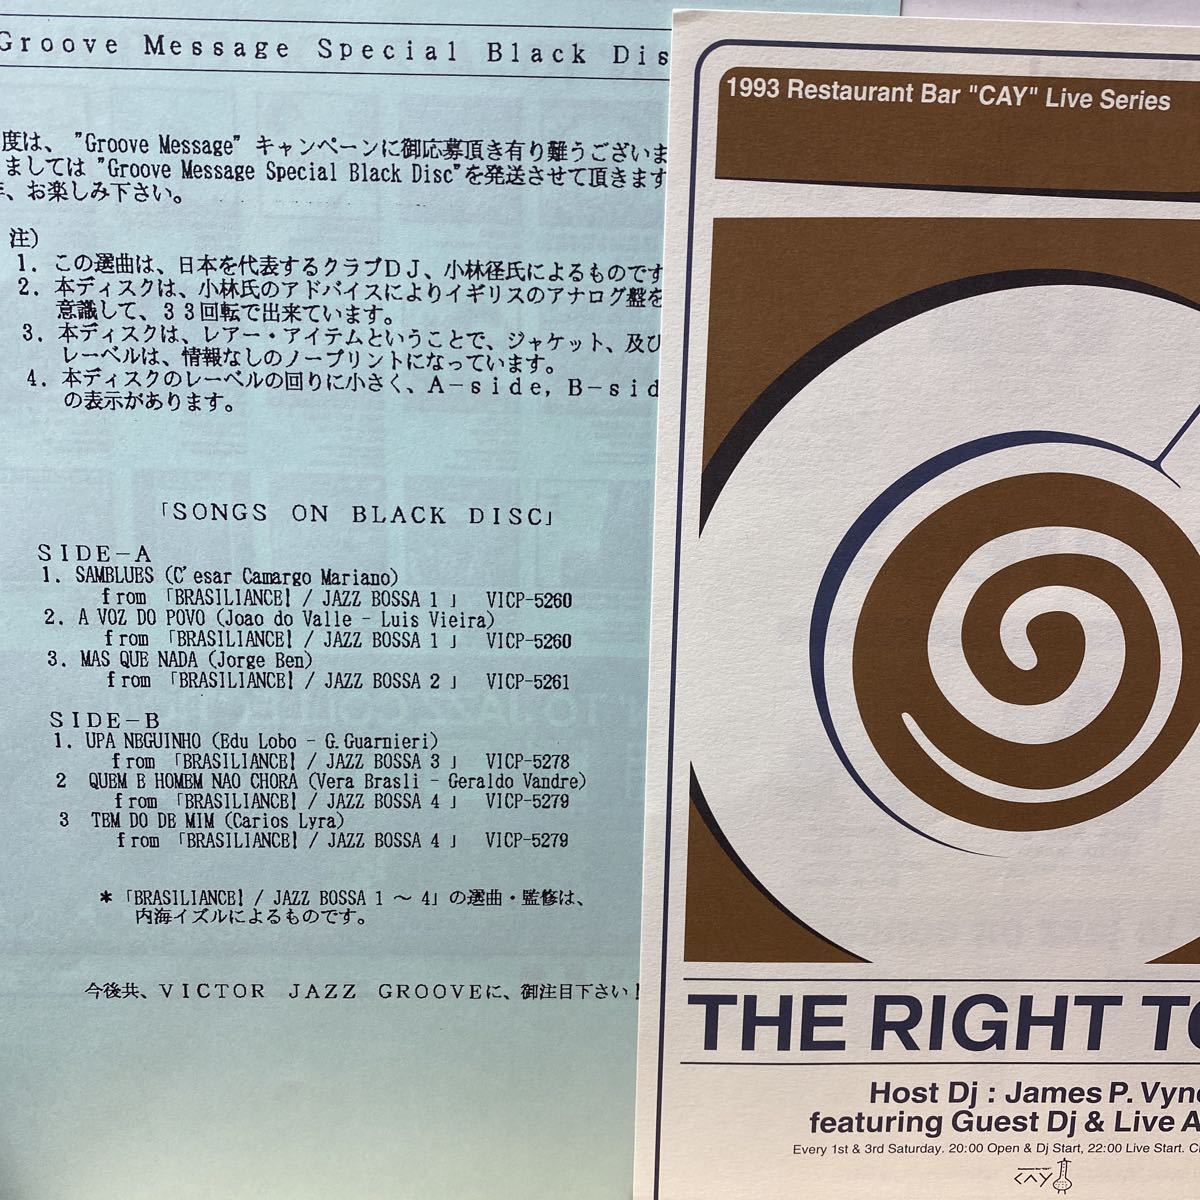 Groove Message Special Black Dis
度は、"Groove Message" キャンペーンに御応募頂き有り難うございま
ましては "Groove Message Special Black Disc"を発送させて頂きます
、お楽しみ下さい。
注)
1．この選曲は、日本を代表するクラブDJ、小林径氏によるものです
2．本ディスクは、小林氏のアドバイスによりイギリスのアナログ盤を
意識して、３３回転で出来ています。
3．本ディスクは、レアー・アイテムということで、ジャケット、及び
レーベルは、情報なしのノープリントになっています。
4．本ディスクのレーベルの回りに小さく、A－side, B－sid
の表示があります。
「SONGS ON BLACK DISC」
SIDE－A
1. SAMBLUES (C'esar Camargo Mariano)
from 「BRASILIANCE! / JAZZ BOSSA 1 」 VICP-5260
2. A VOZ DO POVO (Joao do Valle - Luis Vieira)
from 「BRASILIANCE! / JAZZ BOSSA 1 」 VICP-5260
3. MAS QUE NADA (Jorge Ben)
from 「BRASILIANCE! / JAZZ BOSSA 2 」 VICP-5261
SIDE－B
1. UPA NEGUINHO (Edu Lobo - G.Guarnieri)
from 「BRASILIANCE! / JAZZ BOSSA 3 」 VICP-5278
2 QUEM E HOMEM NAO CHORA (Vera Brasli - Geraldo Vandre)
from 「BRASILIANCE! / JAZZ BOSSA 4 」 VICP-5279
3 TEM DO DE MIM (Carios Lyra)
from 「BRASILIANCE! / JAZZ BOSSA 4 」 VICP-5279
＊「BRASILIANCE! / JAZZ BOSSA 1 ～ 4」の選曲・監修は、
内海イズルによるものです。
今後共、VICTOR JAZZ GROOVEに、御注目下さい！
1993 Restaurant Bar "CAY" Live Series
THE RIGHT TO
Host Dj : James P. Vyn
featuring Guest Dj & Live A
Every 1st & 3rd Saturday. 20:00 Open & Dj Start, 22:00 Live Start. C
CAY